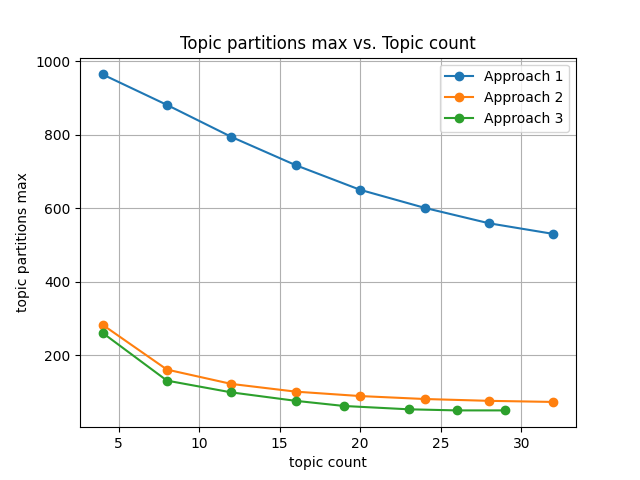 Topic partitions max vs. Topic count
Approach 1
Approach 2
Approach 3
topic partitions max
1000
800
600
400
200
5 10 15 20 25 30
topic count